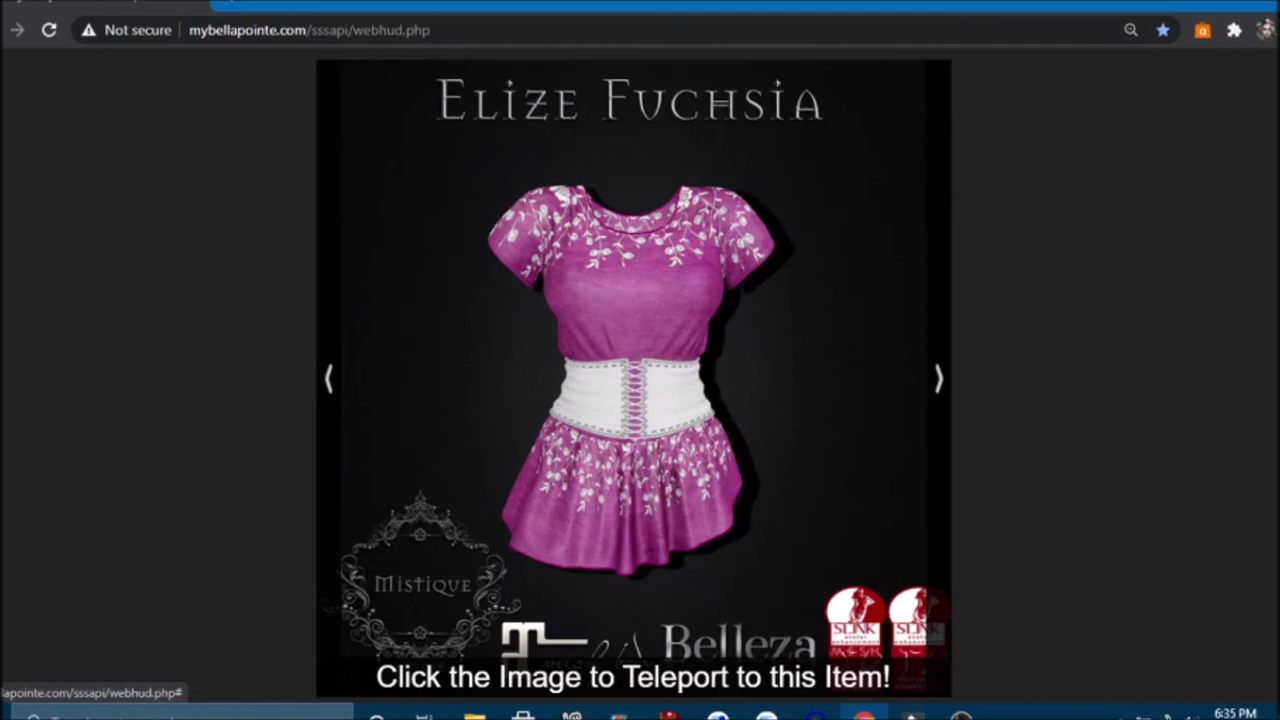 Not secure mybellapointe.com/sssapi/webhud.php
Elize Fuchsia
Mistique
Belleza
SLINK
SLINK
Click the Image to Teleport to this Item!
lapointe.com/sssapi/webhud.php#
6:35 PM